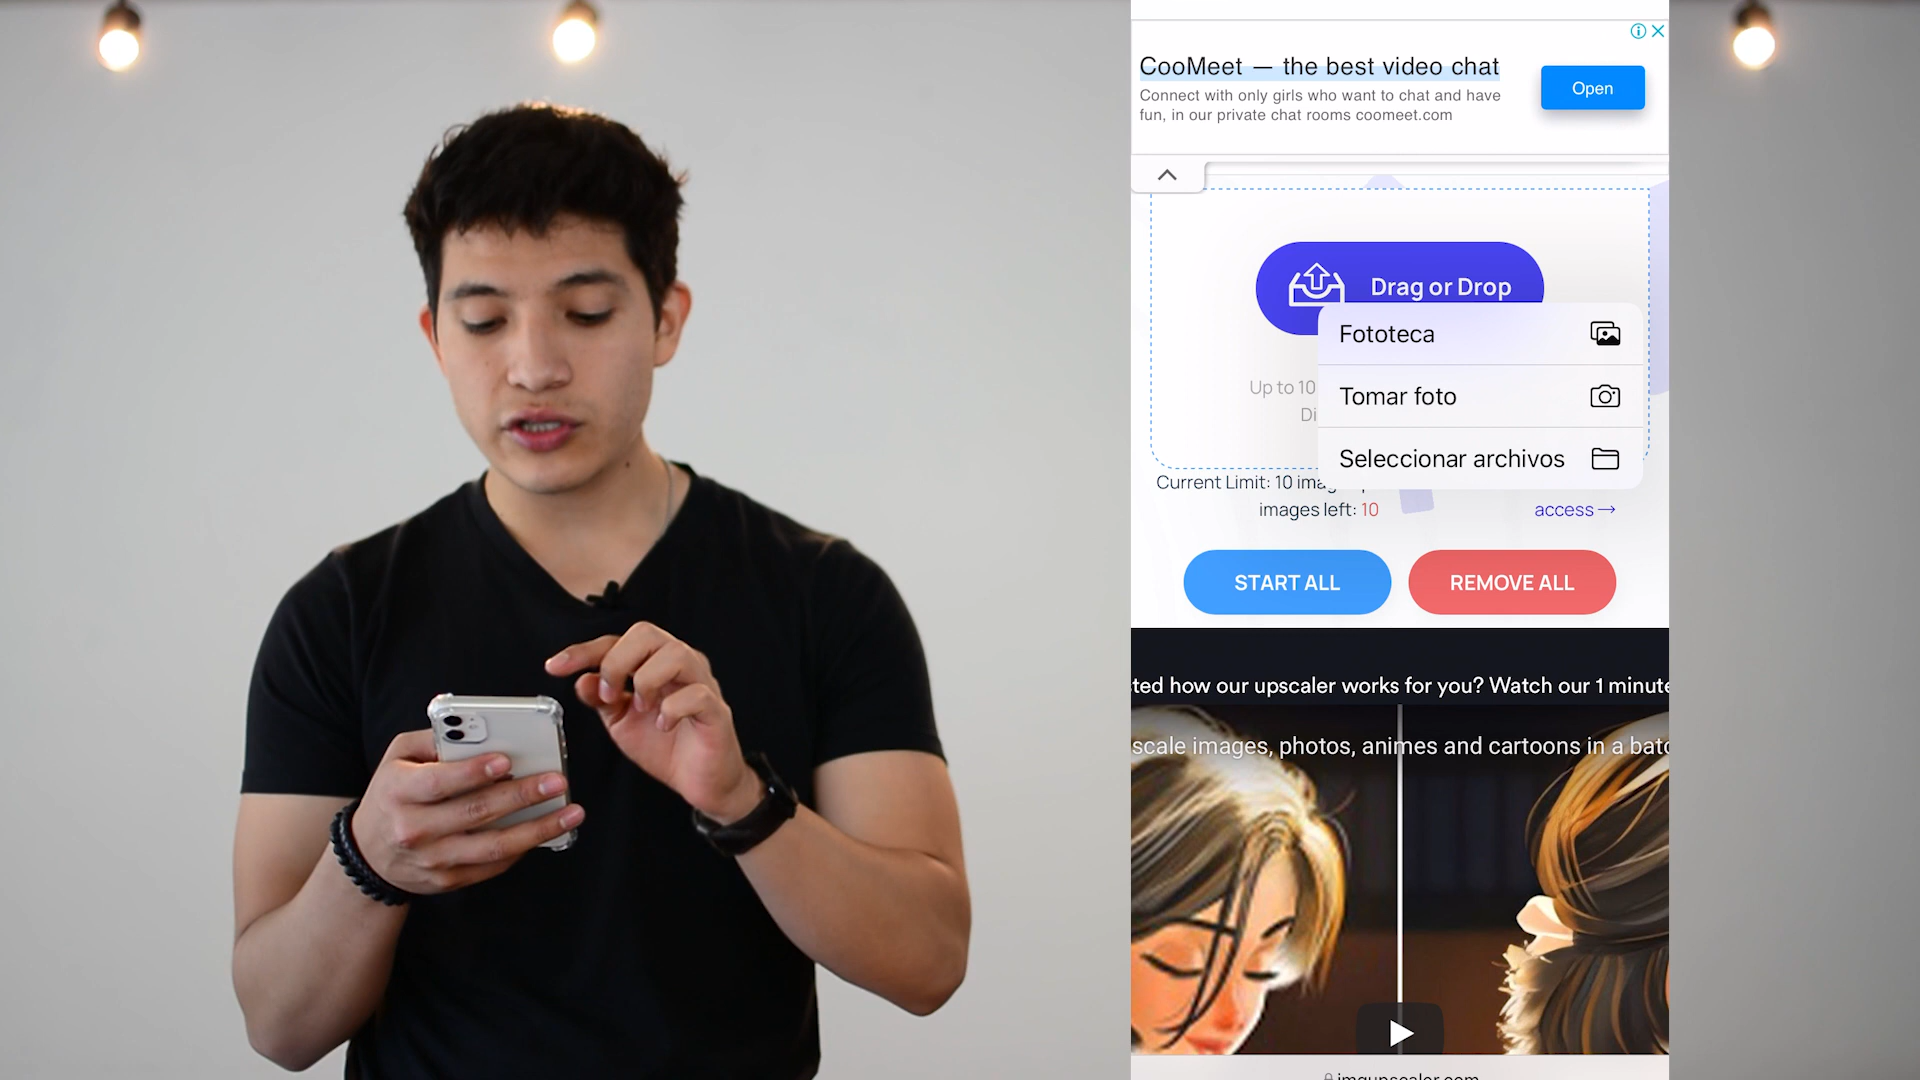 CooMeet — the best video chat
Connect with only girls who want to chat and have
fun, in our private chat rooms coomeet.com
Open
Drag or Drop
Fototeca
Up to 10
Tomar foto
Di
Seleccionar archivos
Current Limit: 10
images left: 10
access →
START ALL
REMOVE ALL
how our upscaler works for you? Watch our 1 minute
images, photos, animes and cartoons in a
imgupscaler.com